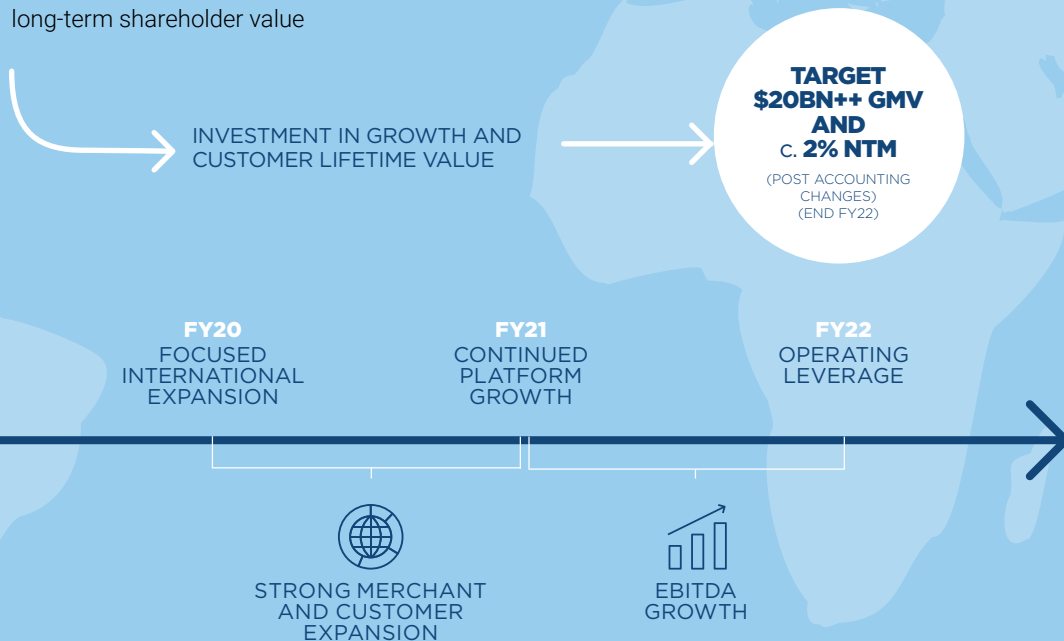 long-term shareholder value
INVESTMENT IN GROWTH AND
CUSTOMER LIFETIME VALUE
TARGET
$20BN++ GMV
AND
C. 2% NTM
(POST ACCOUNTING
CHANGES)
(END FY22)
FY20
FOCUSED
INTERNATIONAL
EXPANSION
FY21
CONTINUED
PLATFORM
GROWTH
FY22
OPERATING
LEVERAGE
STRONG MERCHANT
AND CUSTOMER
EXPANSION
EBITDA
GROWTH